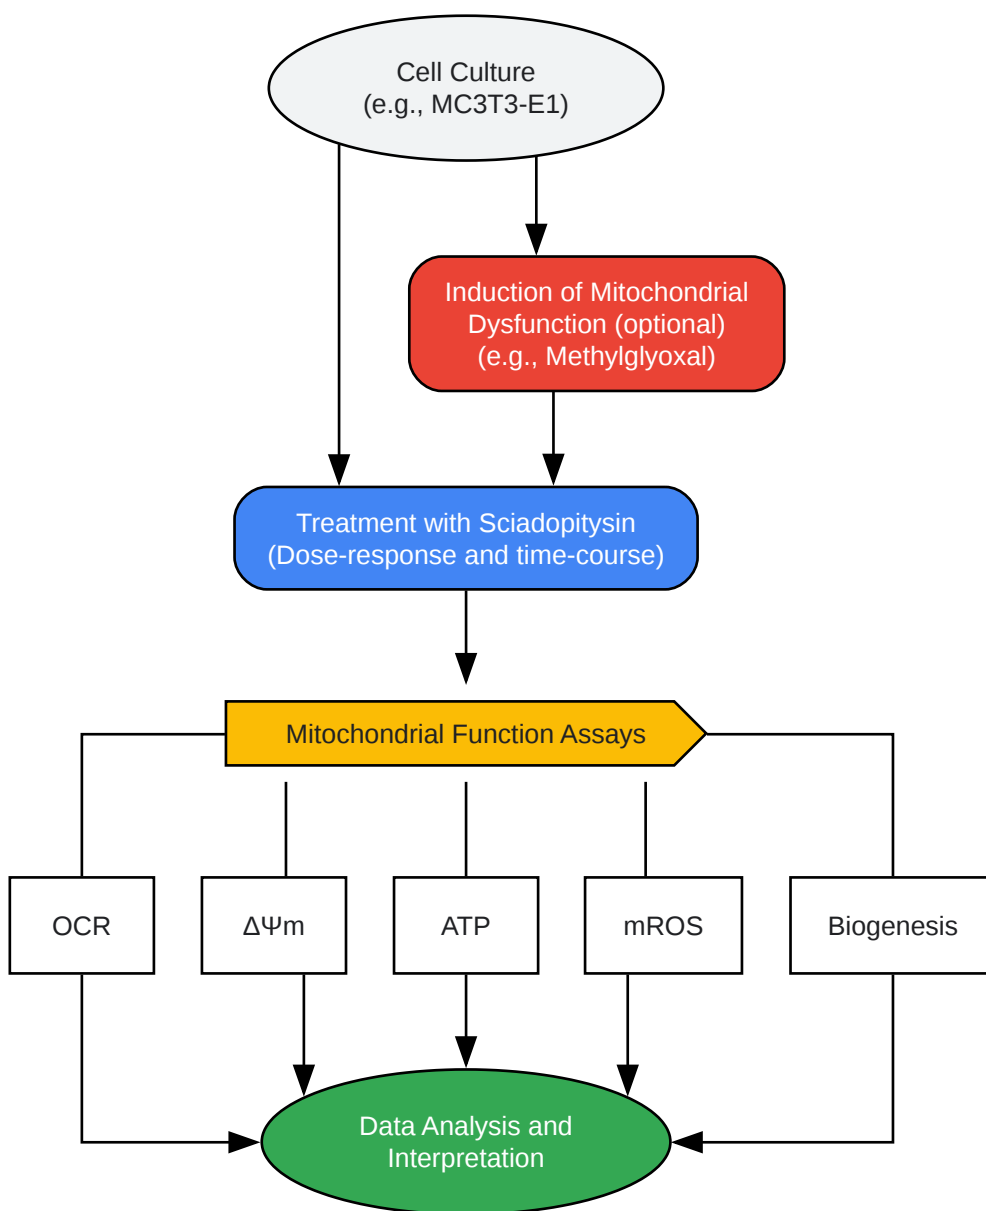 Cell Culture
(e.g., MC3T3-E1)
Induction of Mitochondrial
Dysfunction (optional)
(e.g., Methylglyoxal)
Treatment with Sciadopitysin
(Dose-response and time-course)
Mitochondrial Function Assays
OCR
ΔΨm
ATP
mROS
Biogenesis
Data Analysis and
Interpretation